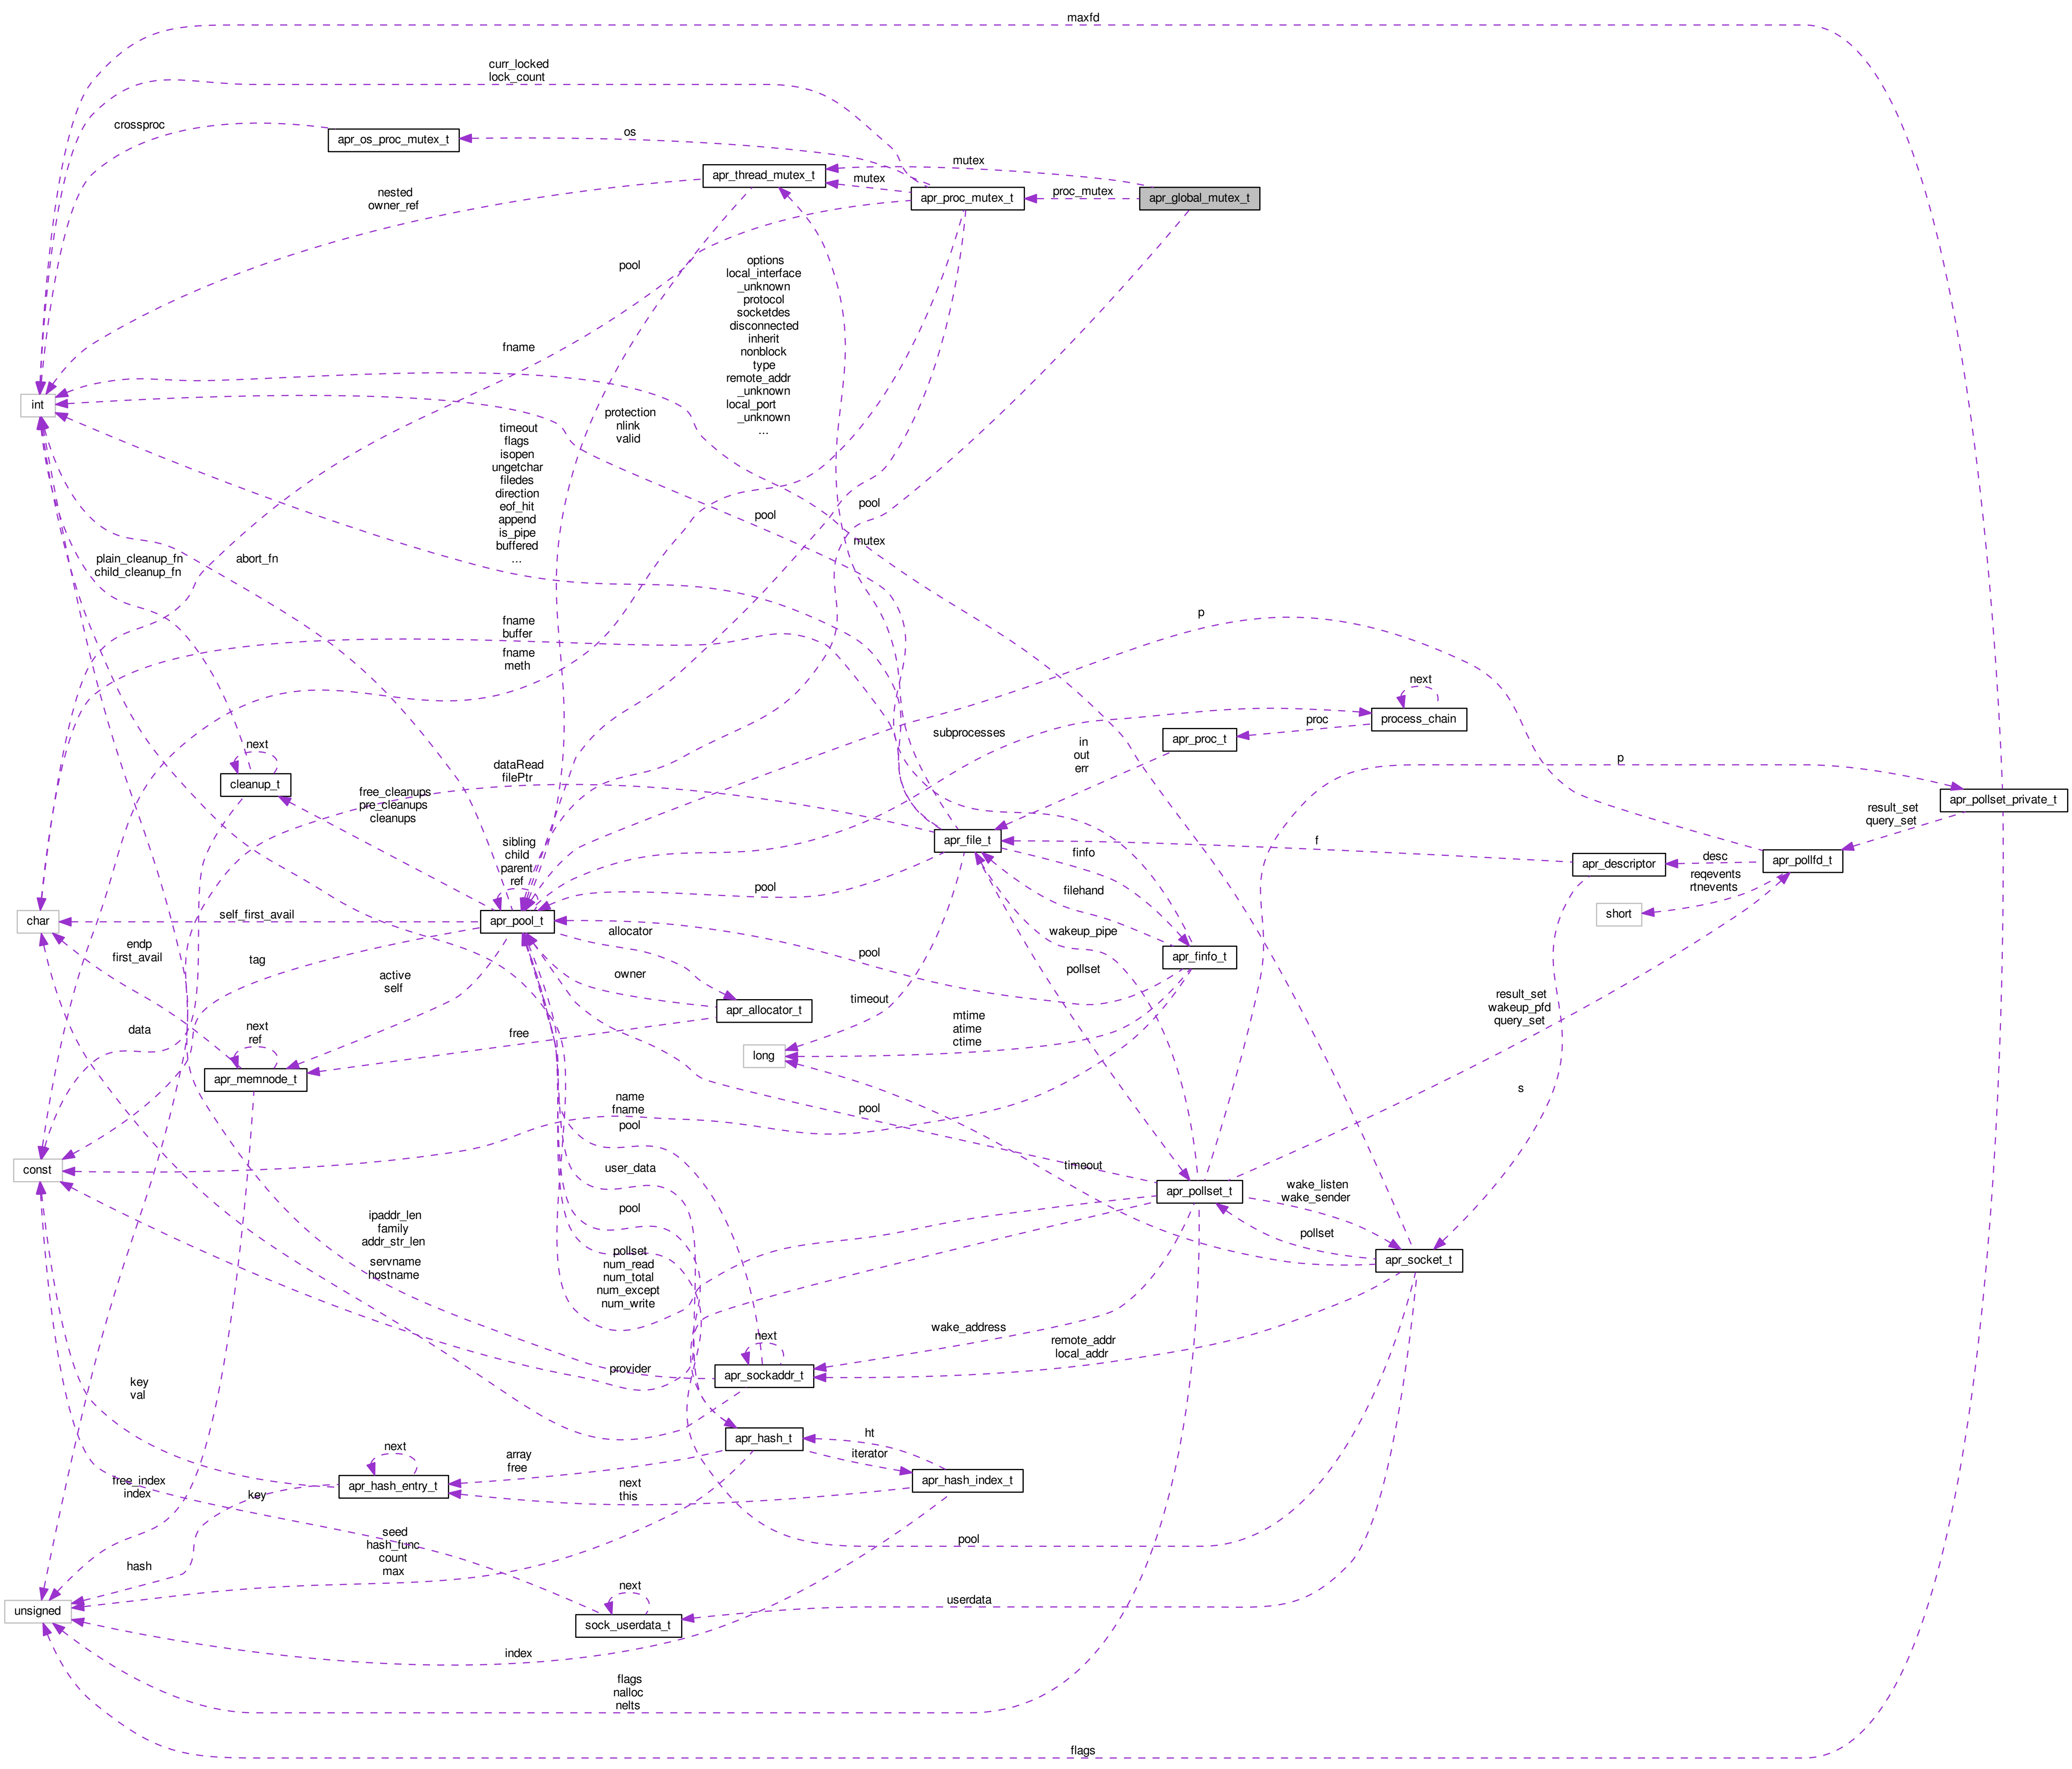 maxfd
curr_locked
lock_count
crossproc
apr_os_proc_mutex_t
os
mutex
apr_thread_mutex_t
mutex
apr_proc_mutex_t
proc_mutex
apr_global_mutex_t
nested
owner_ref
pool
options
local_interface
_unknown
protocol
socketdes
disconnected
inherit
nonblock
type
remote_addr
_unknown
local_port
_unknown
...
fname
int
protection
nlink
valid
timeout
flags
isopen
ungetchar
filedes
direction
eof_hit
append
is_pipe
buffered
...
pool
pool
mutex
plain_cleanup_fn
child_cleanup_fn
abort_fn
fname
buffer
fname
meth
p
next
process_chain
proc
apr_proc_t
subprocesses
in
out
err
next
cleanup_t
dataRead
filePtr
free_cleanups
pre_cleanups
cleanups
p
apr_pollset_private_t
result_set
query_set
apr_file_t
f
finfo
apr_descriptor
desc
apr_pollfd_t
reqevents
rtnevents
short
sibling
child
parent
ref
apr_pool_t
pool
filehand
char
self_first_avail
allocator
wakeup_pipe
apr_finfo_t
endp
first_avail
tag
active
self
owner
pool
pollset
apr_allocator_t
timeout
mtime
atime
ctime
result_set
wakeup_pfd
query_set
data
next
ref
free
long
apr_memnode_t
s
name
fname
pool
pool
const
user_data
timeout
apr_pollset_t
wake_listen
wake_sender
ipaddr_len
family
addr_str_len
pool
pollset
apr_socket_t
servname
hostname
pollset
num_read
num_total
num_except
num_write
wake_address
next
remote_addr
local_addr
provider
apr_sockaddr_t
key
val
apr_hash_t
ht
iterator
next
array
free
apr_hash_entry_t
apr_hash_index_t
free_index
index
key
next
this
seed
hash_func
count
max
pool
hash
next
userdata
unsigned
sock_userdata_t
index
flags
nalloc
nelts
flags